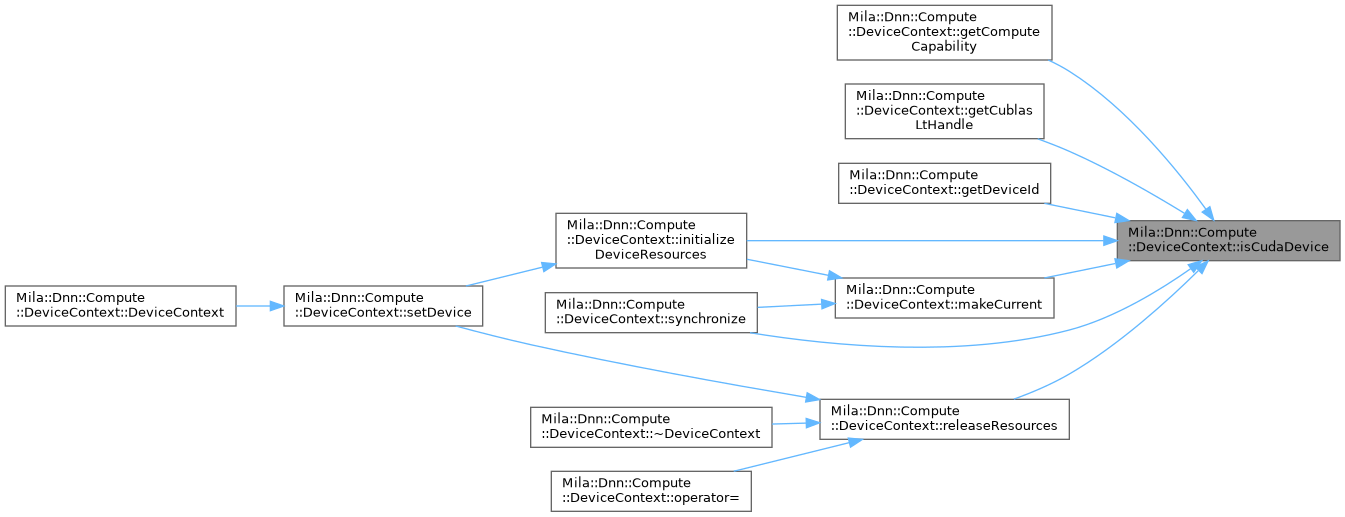 Mila::Dnn::Compute
::DeviceContext::getCompute
Capability
Mila::Dnn::Compute
::DeviceContext::getCublas
LtHandle
Mila::Dnn::Compute
::DeviceContext::getDeviceId
Mila::Dnn::Compute
::DeviceContext::isCudaDevice
Mila::Dnn::Compute
::DeviceContext::initialize
DeviceResources
Mila::Dnn::Compute
::DeviceContext::makeCurrent
Mila::Dnn::Compute
::DeviceContext::DeviceContext
Mila::Dnn::Compute
::DeviceContext::setDevice
Mila::Dnn::Compute
::DeviceContext::synchronize
Mila::Dnn::Compute
::DeviceContext::releaseResources
Mila::Dnn::Compute
::DeviceContext::~DeviceContext
Mila::Dnn::Compute
::DeviceContext::operator=